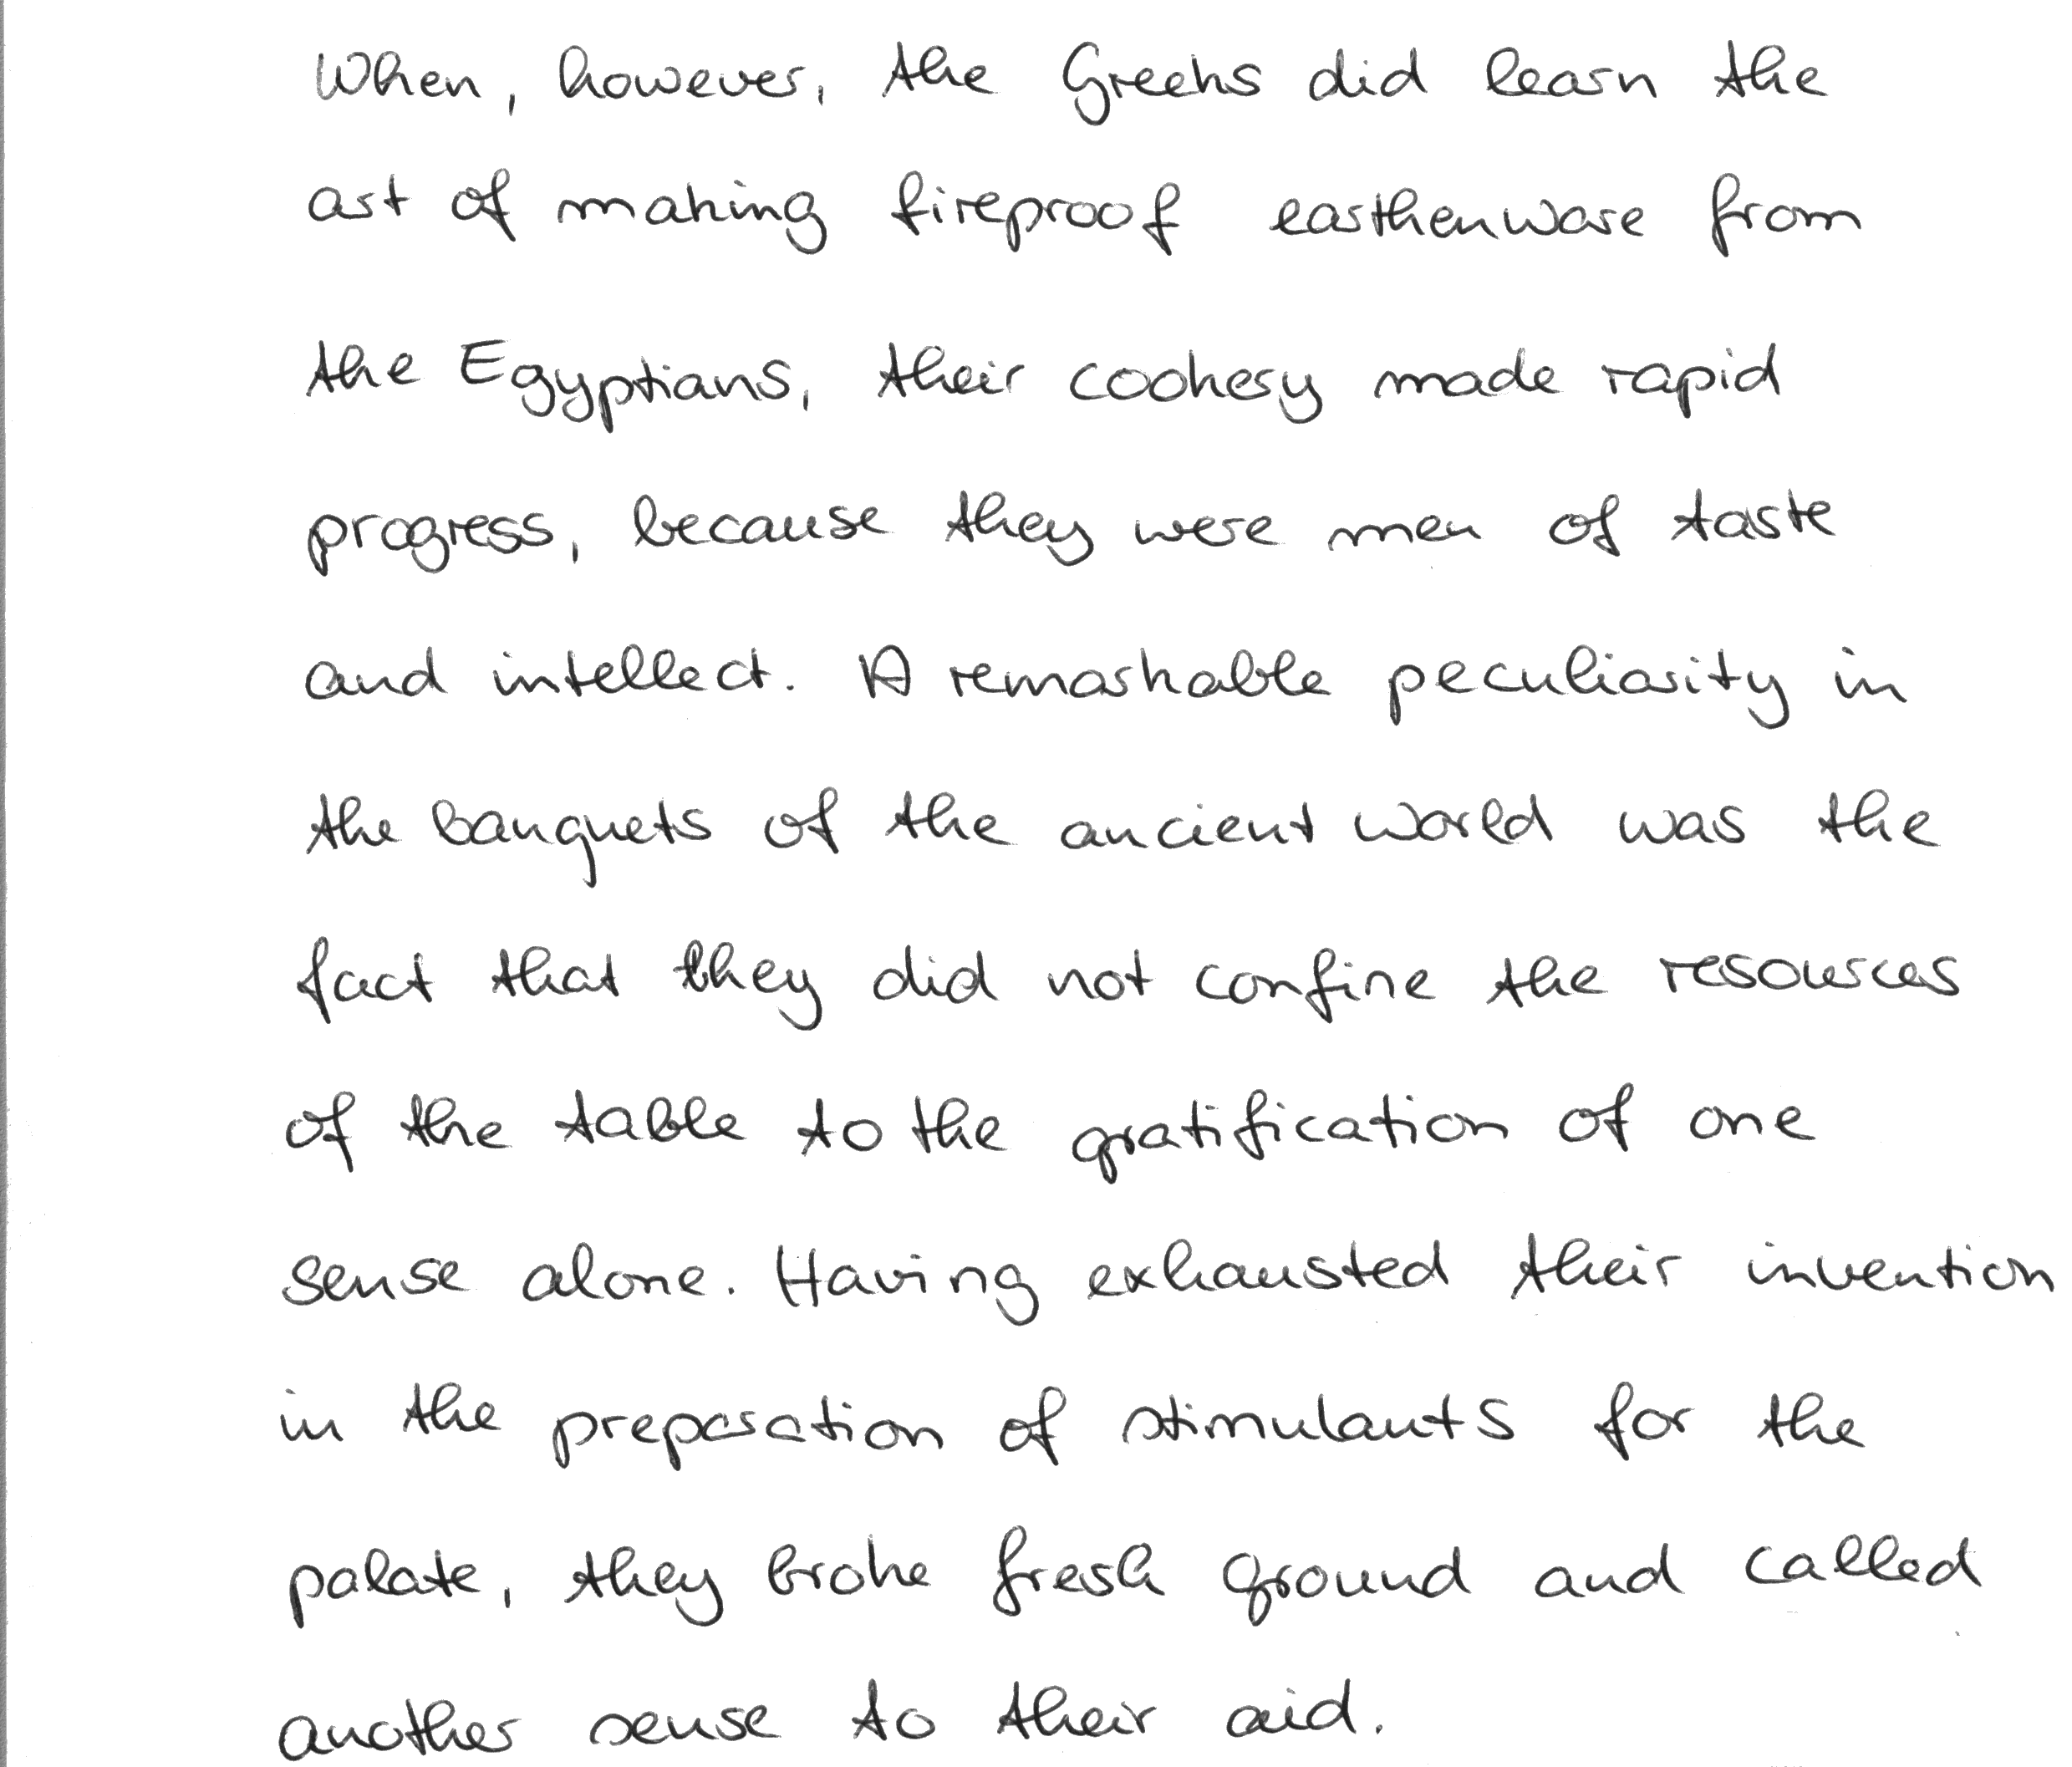 When, however, the Greeks did learn the
art of making fireproof earthenware from
the Egyptians, their cookery made rapid
progress, because they were men of taste
and intellect. A remarkable peculiarity in
the banquets of the ancient world was the
fact that they did not confine the resources
of the table to the gratification of one
sense alone. Having exhausted their invention
in the preparation of stimulants for the
palate, they broke fresh ground and called
another sense to their aid.